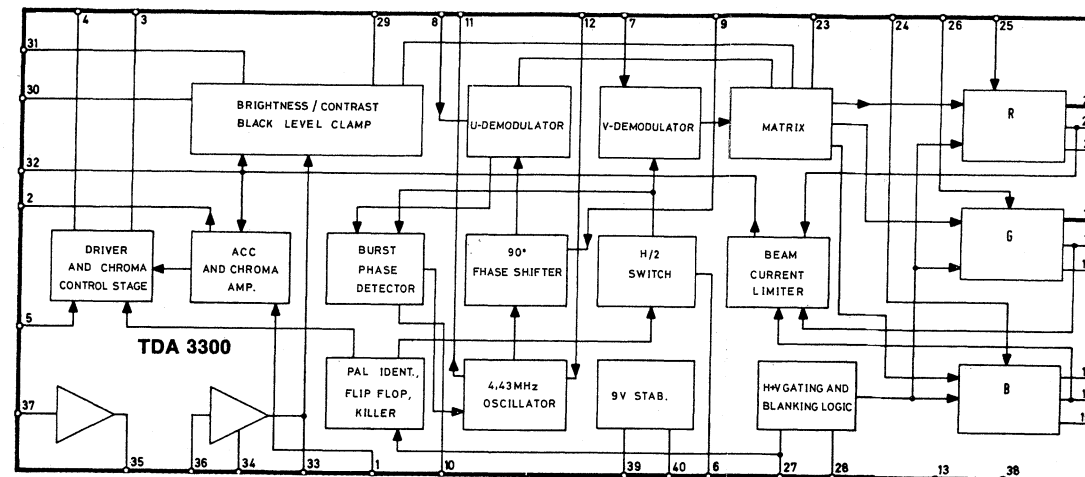 4 3 29 8 11 12 7 9 23 24 26 25
31
30
BRIGHTNESS / CONTRAST
BLACK LEVEL CLAMP
U-DEMODULATOR
V-DEMODULATOR
MATRIX
R
32
2
DRIVER
AND CHROMA
CONTROL STAGE
ACC
AND CHROMA
AMP.
BURST
PHASE
DETECTOR
90°
FHASE SHIFTER
H/2
SWITCH
BEAM
CURRENT
LIMITER
G
5
TDA 3300
PAL IDENT.,
FLIP FLOP,
KILLER
4,43MHz
OSCILLATOR
9V STAB.
H+V GATING AND
BLANKING LOGIC
B
37
35 36 34 33 1 10 39 40 6 27 28 13 38